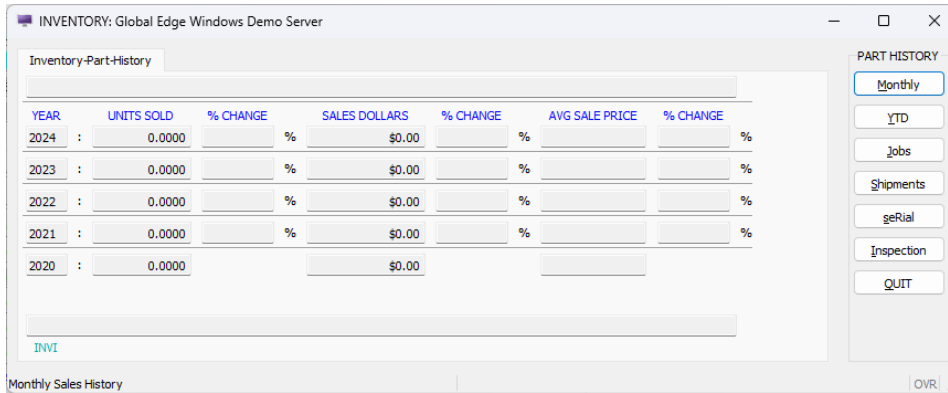 INVENTORY: Global Edge Windows Demo Server
Inventory-Part-History
PART HISTORY
Monthly
YEAR UNITS SOLD % CHANGE SALES DOLLARS % CHANGE AVG SALE PRICE % CHANGE
2024 : 0.0000 % $0.00 % %
2023 : 0.0000 % $0.00 % %
2022 : 0.0000 % $0.00 % %
2021 : 0.0000 % $0.00 % %
2020 : 0.0000 $0.00
YTD
Jobs
Shipments
seRial
Inspection
QUIT
INVI
Monthly Sales History
OVR